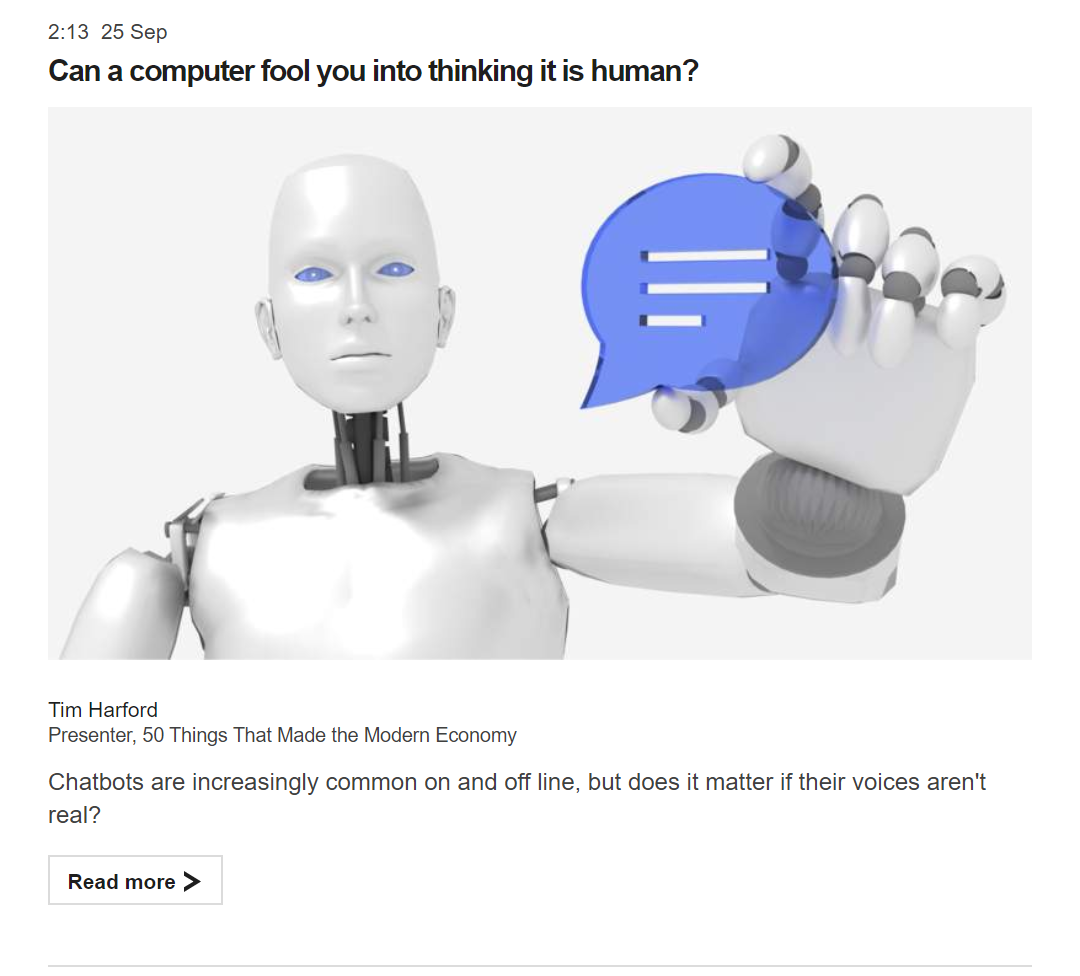 2:13 25 Sep
Can a computer fool you into thinking it is human?
Tim Harford
Presenter, 50 Things That Made the Modern Economy
Chatbots are increasingly common on and off line, but does it matter if their voices aren't
real?
Read more